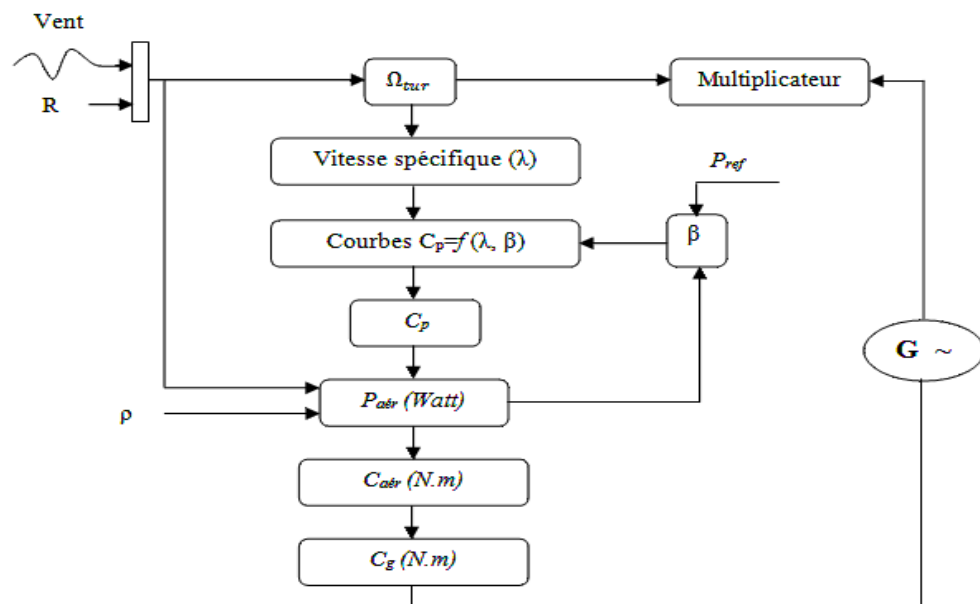 Vent
R
Ω_tur
Multiplicateur
Vitesse spécifique (λ)
P_ref
Courbes C_p=f (λ, β)
β
C_p
G ~
P_aér (Watt)
ρ
C_aér (N.m)
C_g (N.m)